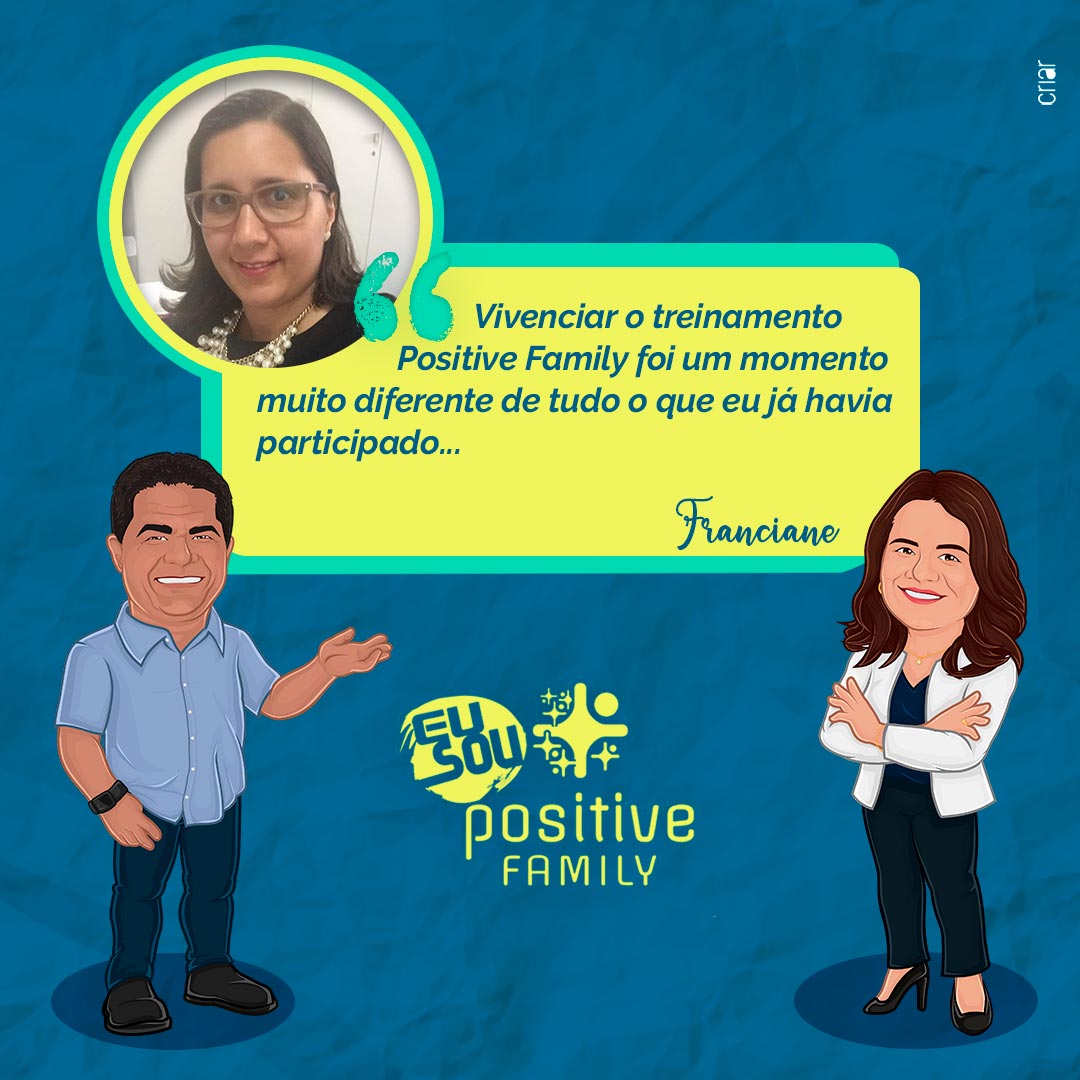 criar
Vivenciar o treinamento
Positive Family foi um momento
muito diferente de tudo o que eu já havia
participado...
Franciane
EU
SOU
positive
FAMILY